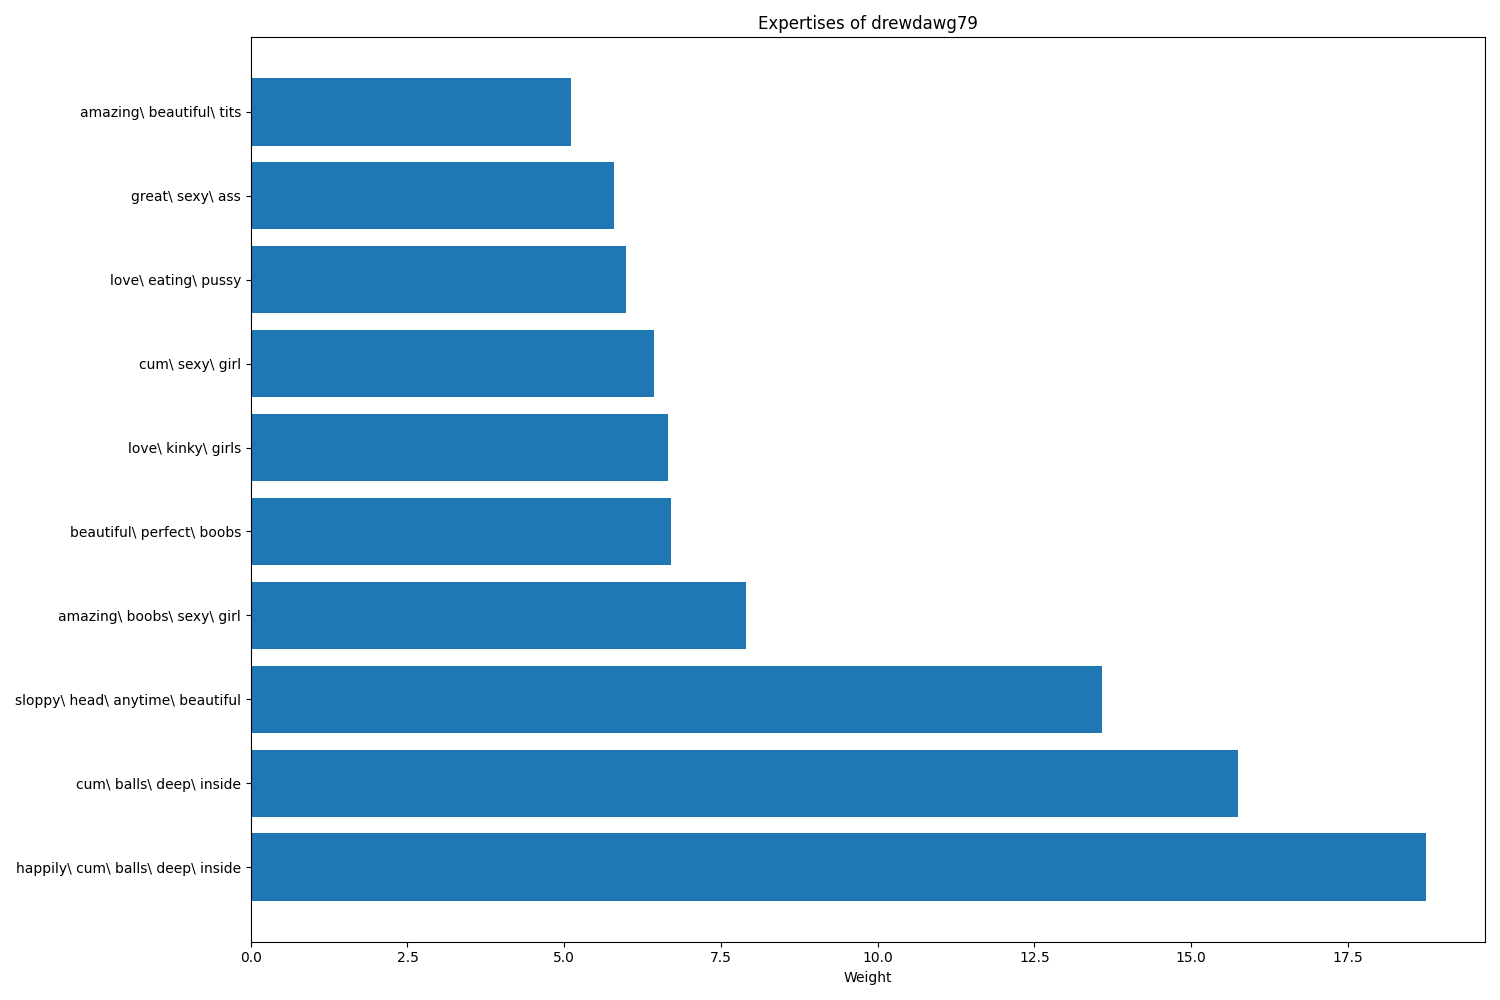 Expertises of drewdawg79
amazing\ beautiful\ tits
great\ sexy\ ass
love\ eating\ pussy
cum\ sexy\ girl
love\ kinky\ girls
beautiful\ perfect\ boobs
amazing\ boobs\ sexy\ girl
sloppy\ head\ anytime\ beautiful
cum\ balls\ deep\ inside
happily\ cum\ balls\ deep\ inside
0.0 2.5 5.0 7.5 10.0 12.5 15.0 17.5
Weight